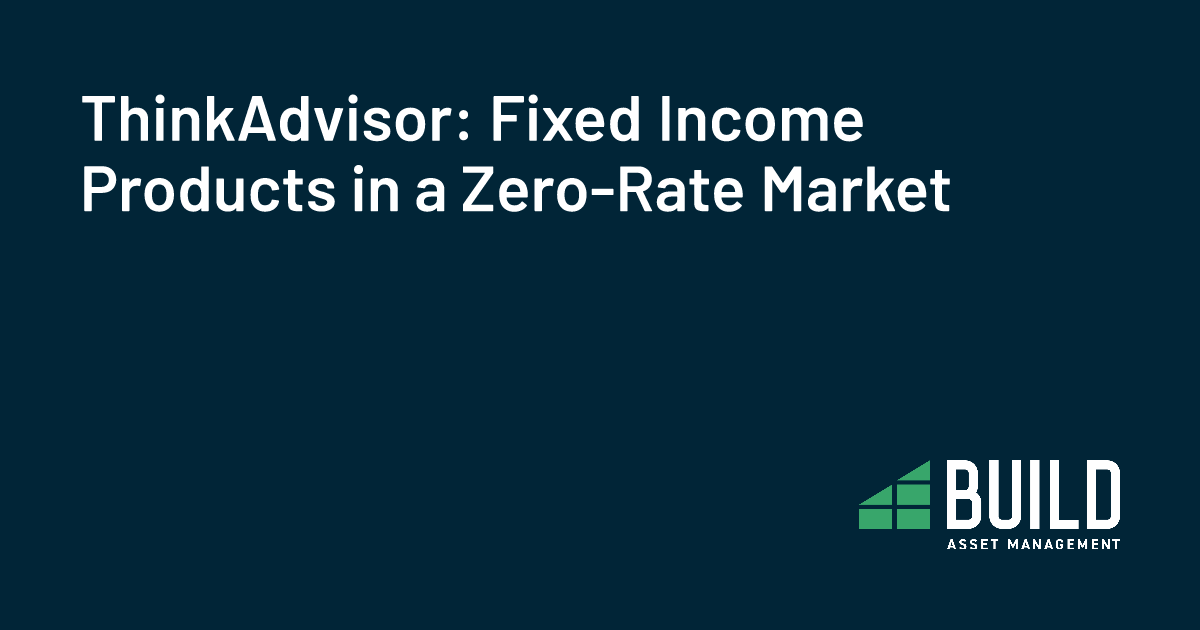 ThinkAdvisor: Fixed Income
Products in a Zero-Rate Market
BUILD
ASSET MANAGEMENT